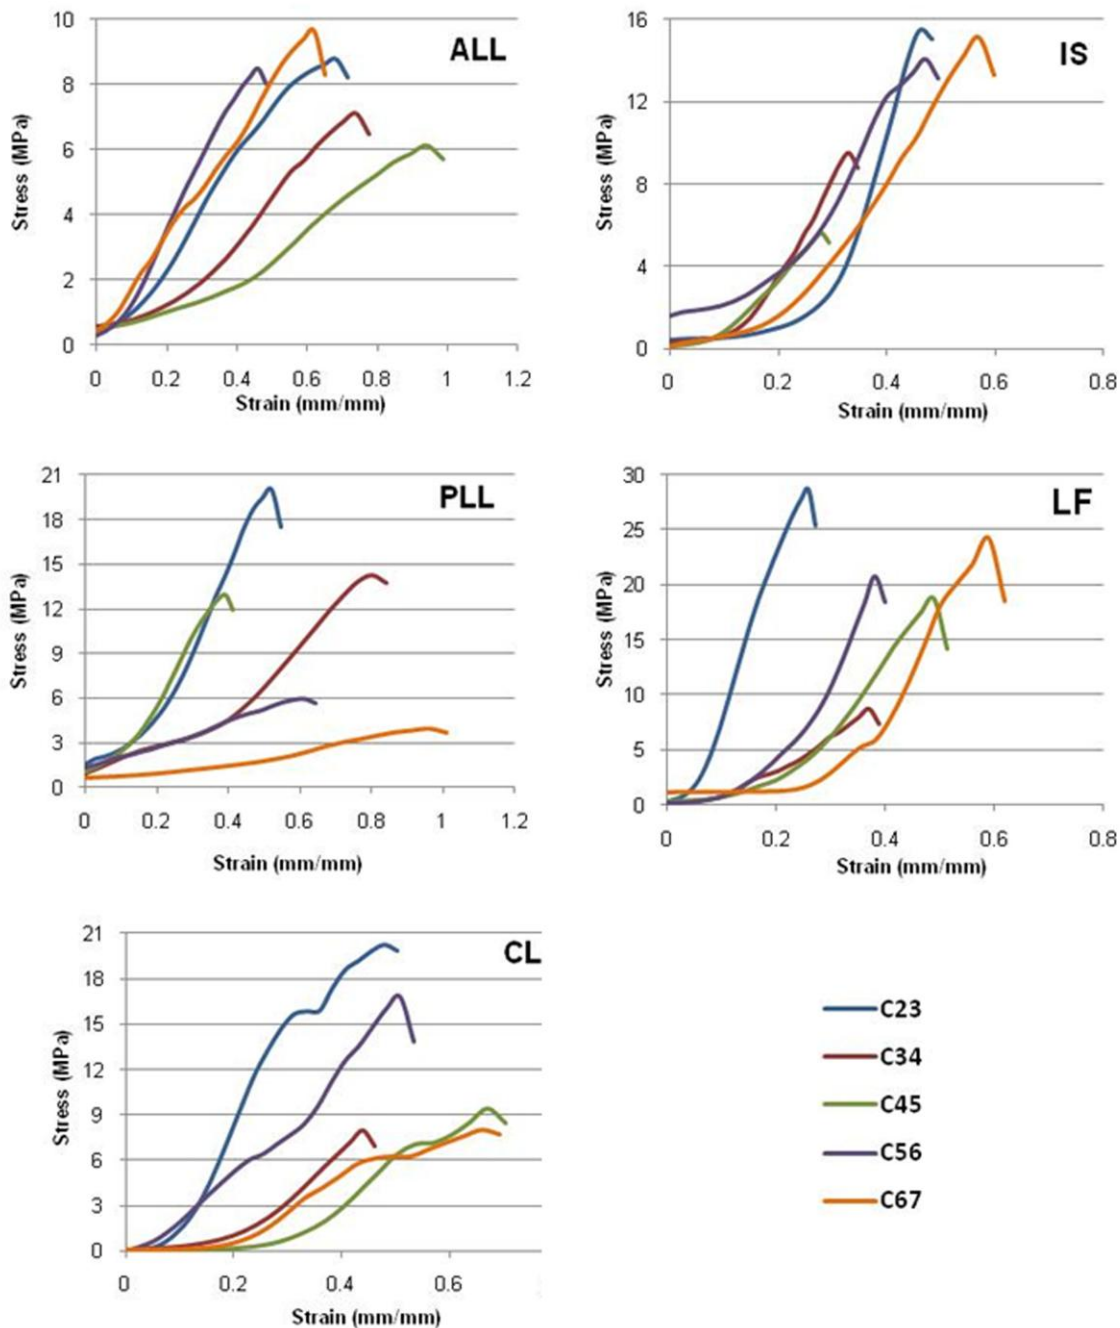 ALL
Stress (MPa)
10
8
6
4
2
0
0 0.2 0.4 0.6 0.8 1 1.2
Strain (mm/mm)
IS
Stress (MPa)
16
12
8
4
0
0 0.2 0.4 0.6 0.8
Strain (mm/mm)
PLL
Stress (MPa)
21
18
15
12
9
6
3
0
0 0.2 0.4 0.6 0.8 1 1.2
Strain (mm/mm)
LF
Stress (MPa)
30
25
20
15
10
5
0
0 0.2 0.4 0.6 0.8
Strain (mm/mm)
CL
Stress (MPa)
21
18
15
12
9
6
3
0
0 0.2 0.4 0.6
Strain (mm/mm)
C23
C34
C45
C56
C67